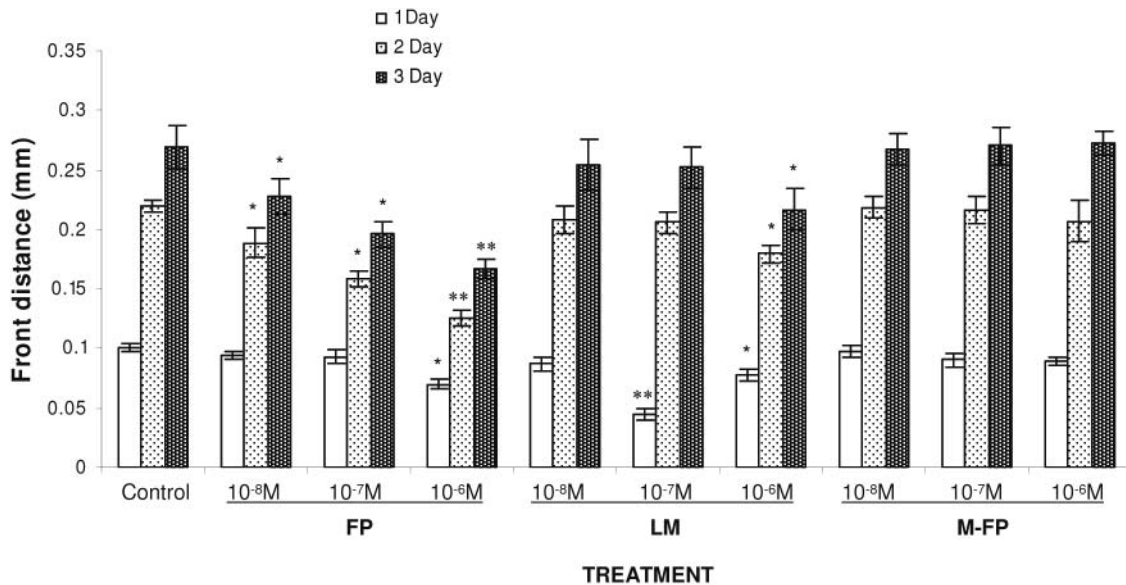 1Day
2 Day
3 Day
0.35
0.3
0.25
0.2
0.15
0.1
0.05
0
Front distance (mm)
* * * * * ** ** ** * * *
Control 10⁻⁸M 10⁻⁷M 10⁻⁶M 10⁻⁸M 10⁻⁷M 10⁻⁶M 10⁻⁸M 10⁻⁷M 10⁻⁶M
FP LM M-FP
TREATMENT